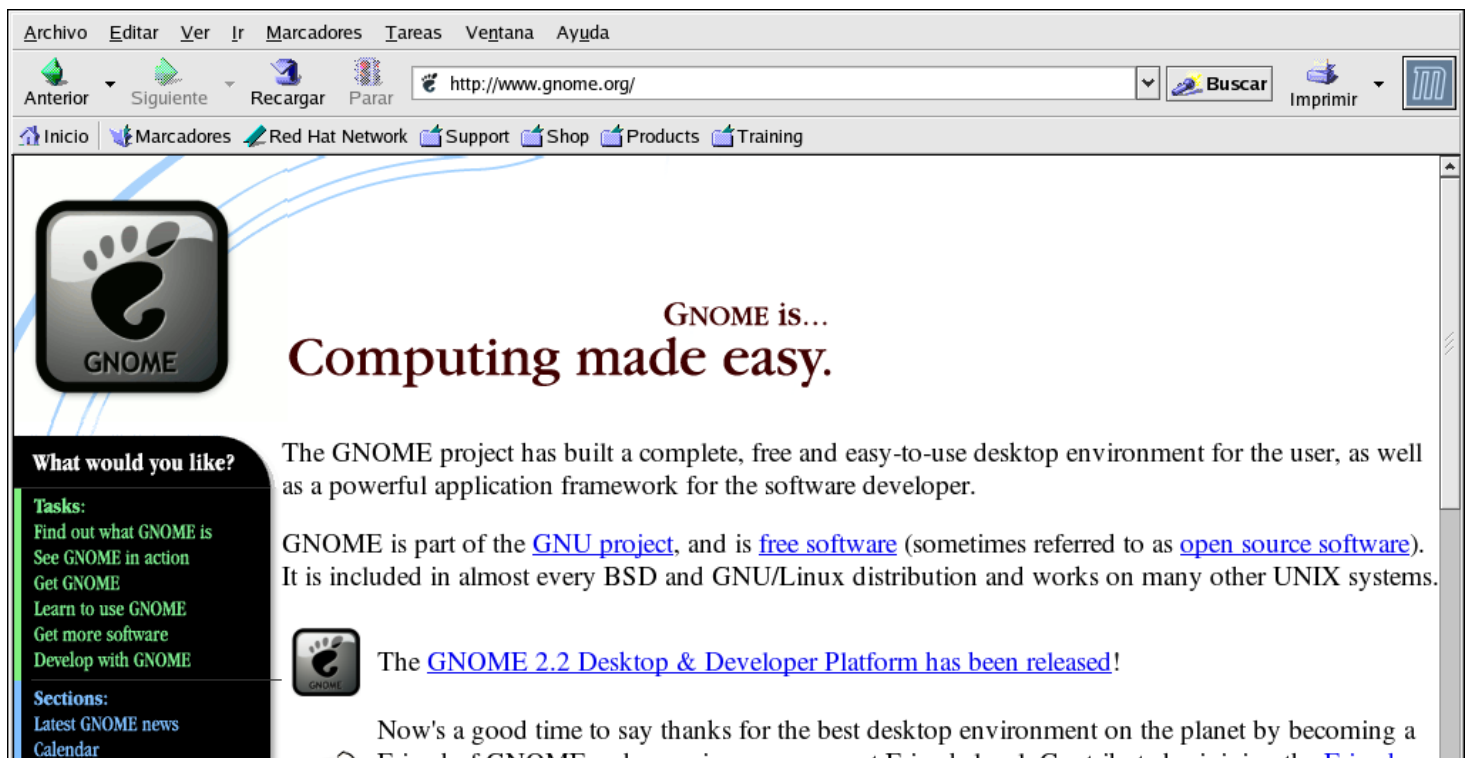 Archivo Editar Ver Ir Marcadores Tareas Ventana Ayuda
Anterior Siguiente Recargar Parar http://www.gnome.org/ Buscar Imprimir
Inicio Marcadores Red Hat Network Support Shop Products Training
GNOME
GNOME is...
Computing made easy.
What would you like?
Tasks:
Find out what GNOME is
See GNOME in action
Get GNOME
Learn to use GNOME
Get more software
Develop with GNOME
Sections:
Latest GNOME news
Calendar
The GNOME project has built a complete, free and easy-to-use desktop environment for the user, as well
as a powerful application framework for the software developer.
GNOME is part of the GNU project, and is free software (sometimes referred to as open source software).
It is included in almost every BSD and GNU/Linux distribution and works on many other UNIX systems.
GNOME
The GNOME 2.2 Desktop & Developer Platform has been released!
Now's a good time to say thanks for the best desktop environment on the planet by becoming a